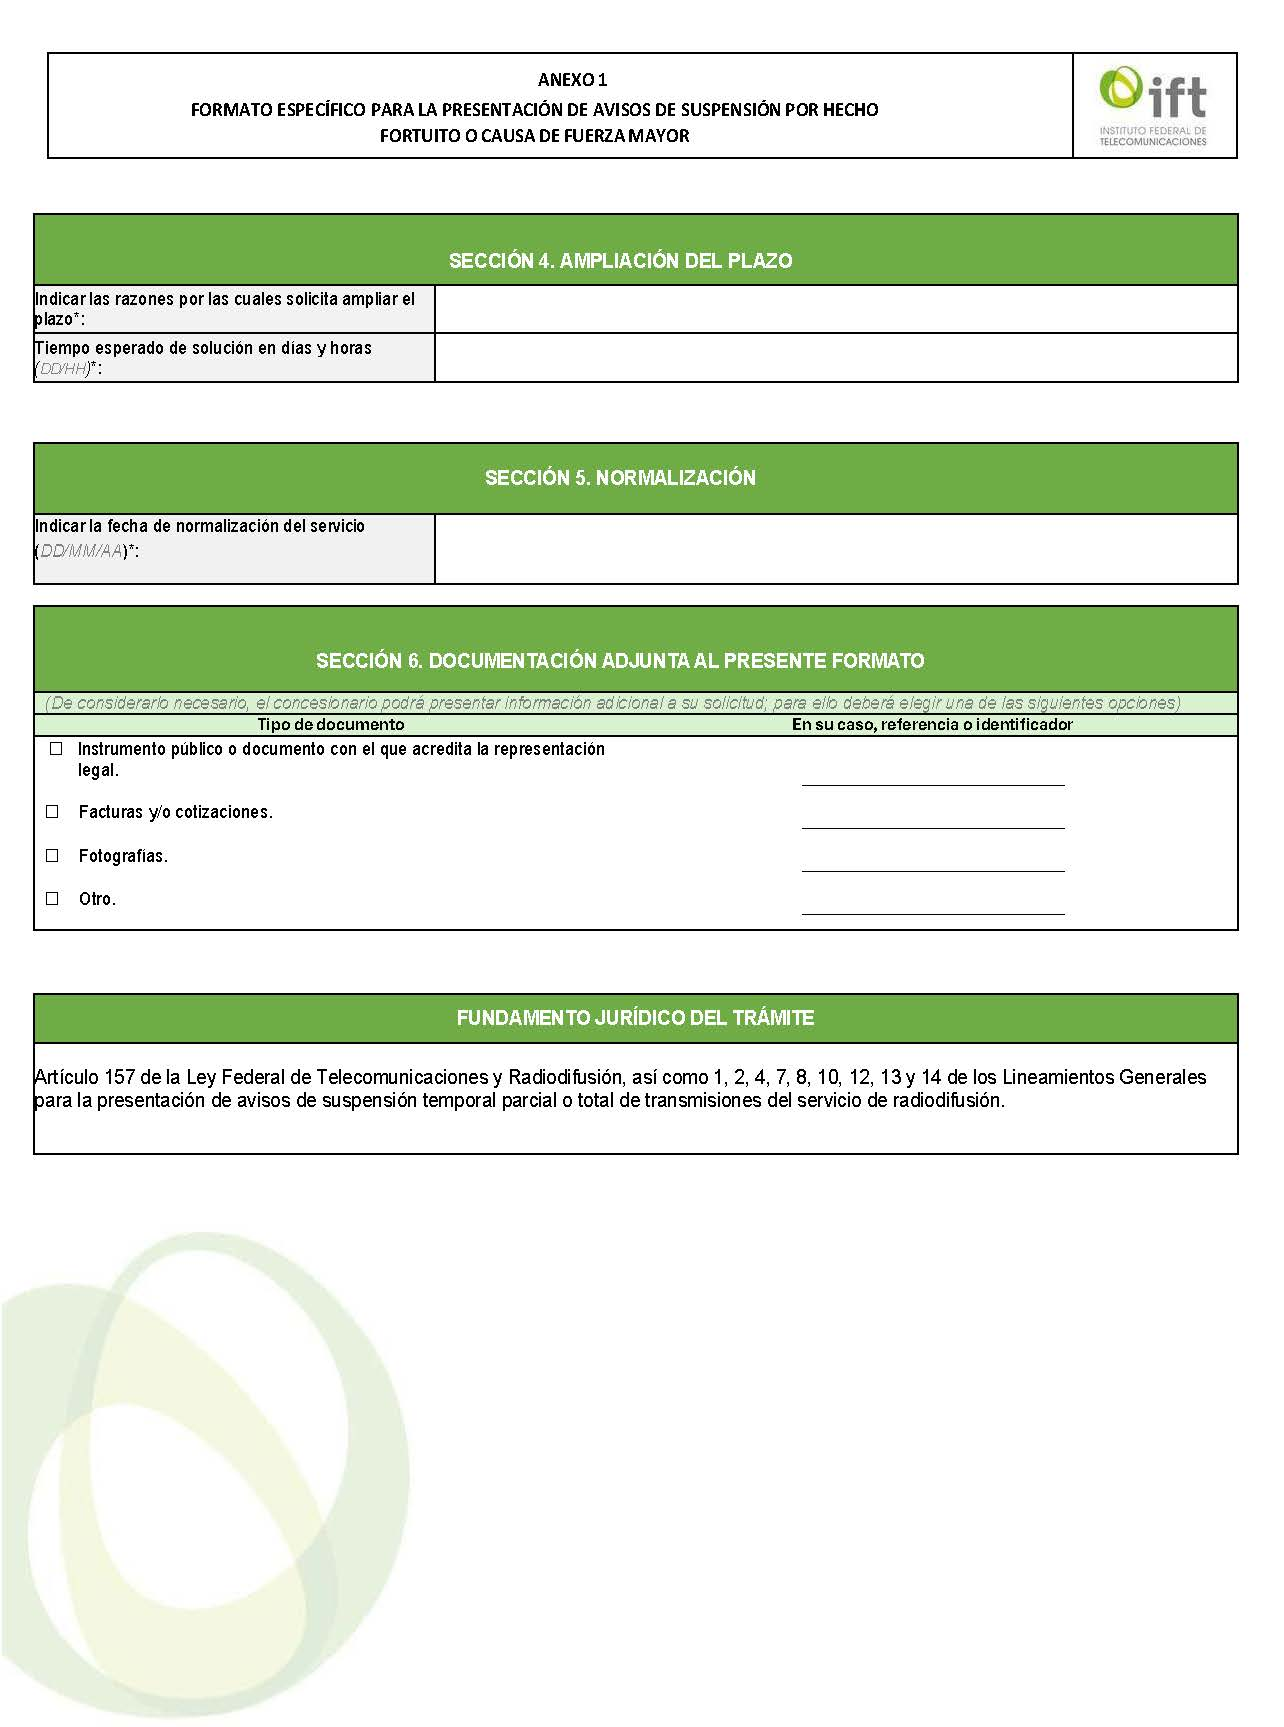 ANEXO 1
FORMATO ESPECÍFICO PARA LA PRESENTACIÓN DE AVISOS DE SUSPENSIÓN POR HECHO
FORTUITO O CAUSA DE FUERZA MAYOR
ift
INSTITUTO FEDERAL DE
TELECOMUNICACIONES
SECCIÓN 4. AMPLIACIÓN DEL PLAZO
Indicar las razones por las cuales solicita ampliar el
plazo*:
Tiempo esperado de solución en días y horas
(DD/HH)*:
SECCIÓN 5. NORMALIZACIÓN
Indicar la fecha de normalización del servicio
(DD/MM/AA)*:
SECCIÓN 6. DOCUMENTACIÓN ADJUNTA AL PRESENTE FORMATO
(De considerarlo necesario, el concesionario podrá presentar información adicional a su solicitud; para ello deberá elegir una de las siguientes opciones)
Tipo de documento En su caso, referencia o identificador
☐ Instrumento público o documento con el que acredita la representación
legal.
☐ Facturas y/o cotizaciones.
☐ Fotografías.
☐ Otro.
FUNDAMENTO JURÍDICO DEL TRÁMITE
Artículo 157 de la Ley Federal de Telecomunicaciones y Radiodifusión, así como 1, 2, 4, 7, 8, 10, 12, 13 y 14 de los Lineamientos Generales
para la presentación de avisos de suspensión temporal parcial o total de transmisiones del servicio de radiodifusión.